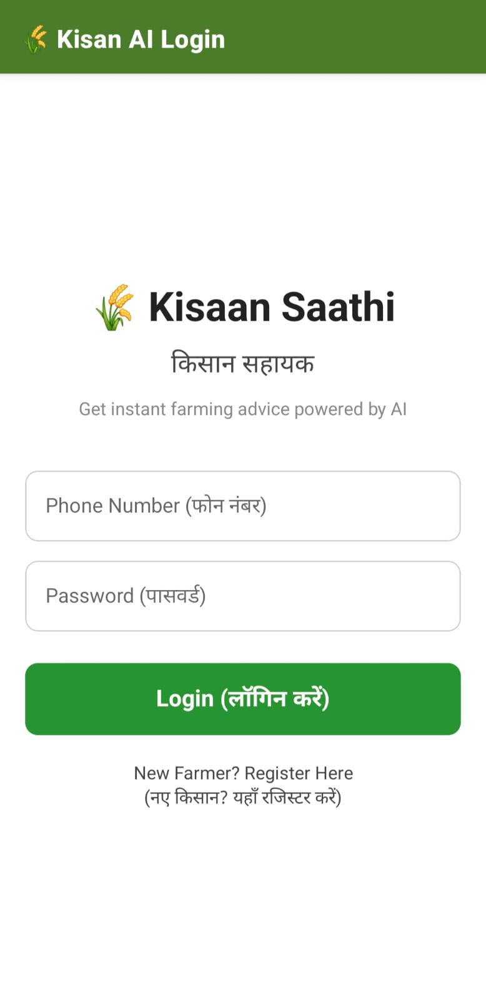 🌾 Kisan AI Login
🌾 Kisaan Saathi
किसान सहायक
Get instant farming advice powered by AI
Phone Number (फोन नंबर)
Password (पासवर्ड)
Login (लॉगिन करें)
New Farmer? Register Here
(नए किसान? यहाँ रजिस्टर करें)